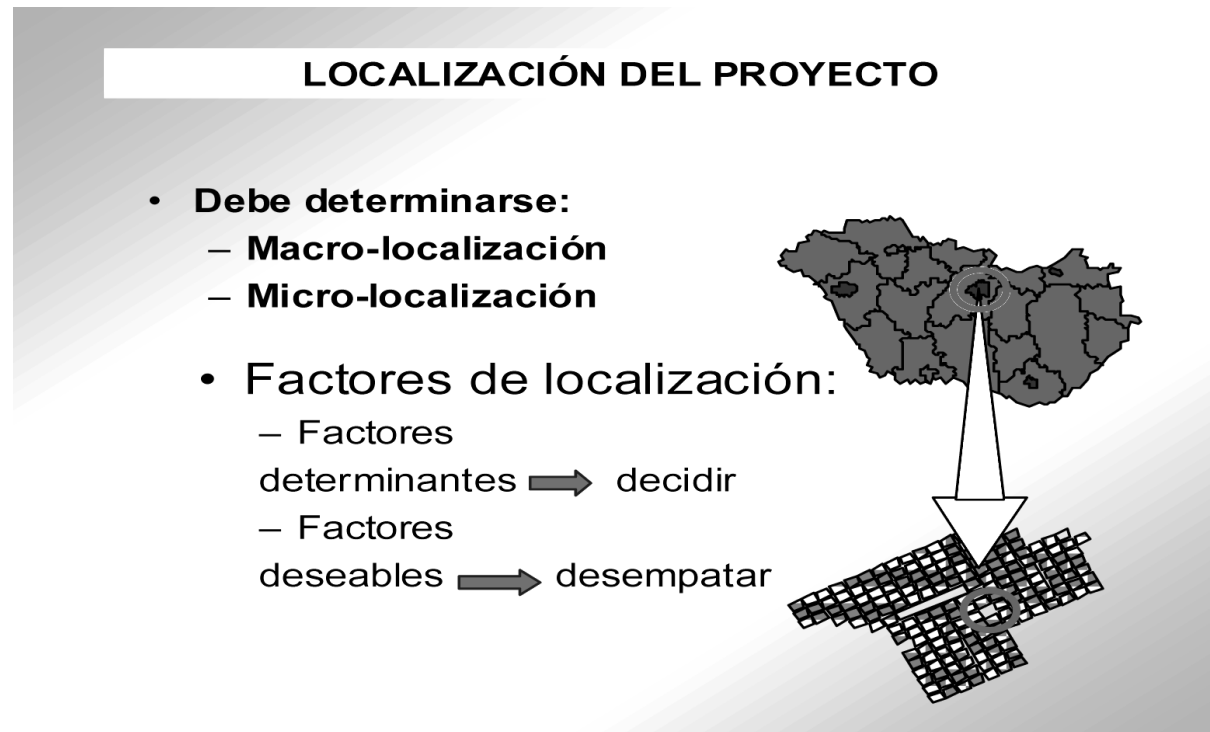 LOCALIZACIÓN DEL PROYECTO
• Debe determinarse:
– Macro-localización
– Micro-localización
• Factores de localización:
– Factores
determinantes decidir
– Factores
deseables desempatar